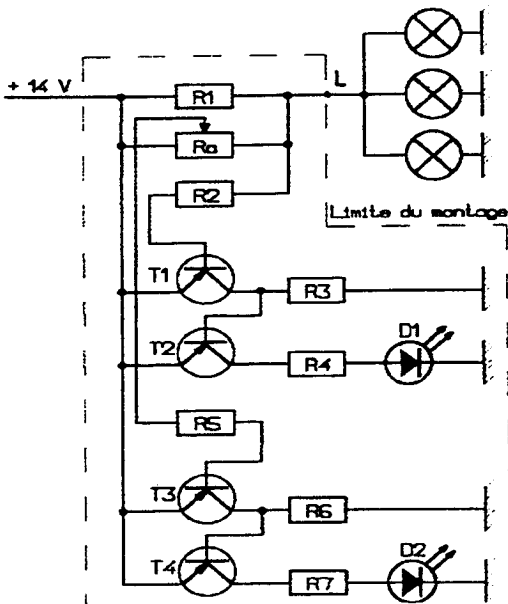 + 14 V
R1
L
Ra
R2
Limite du montage
T1
R3
T2
R4
D1
R5
T3
R6
T4
R7
D2